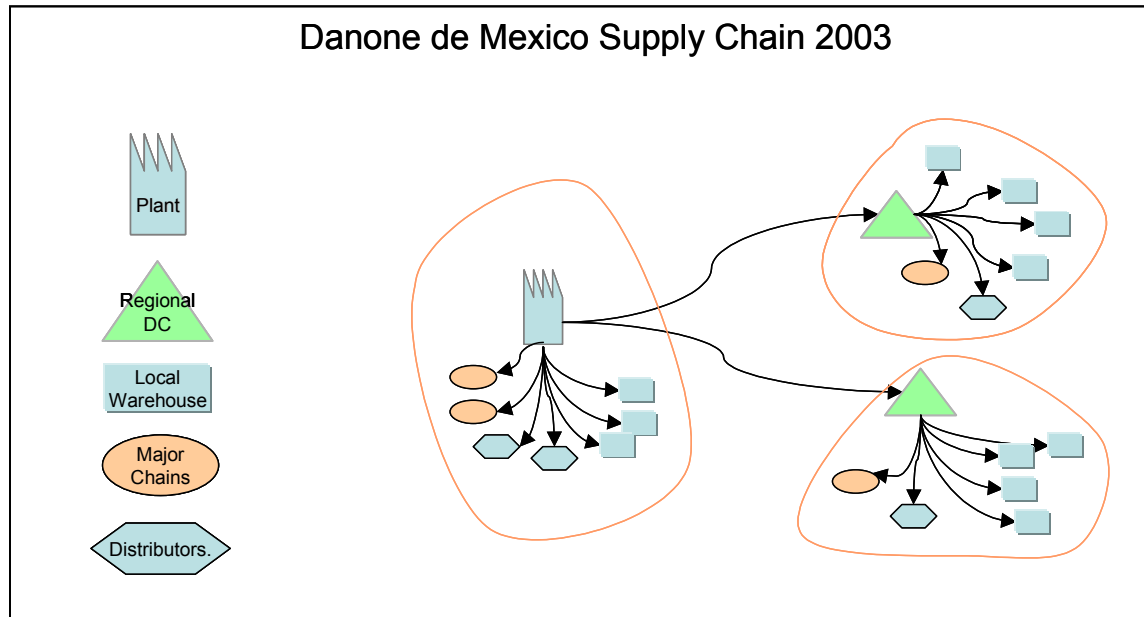 Danone de Mexico Supply Chain 2003
Plant
Regional
DC
Local
Warehouse
Major
Chains
Distributors.